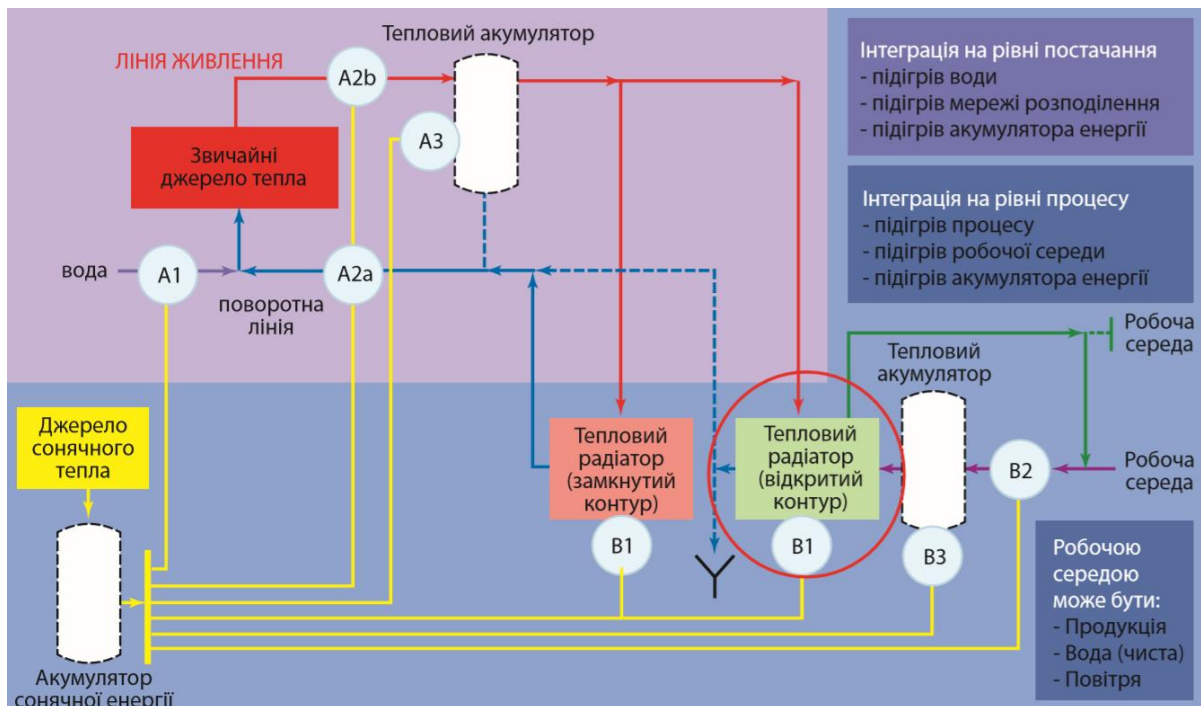 Тепловий акумулятор
ЛІНІЯ ЖИВЛЕННЯ
A2b
A3
Звичайні
джерело тепла
вода
A1
A2a
поворотна
лінія
Інтеграція на рівні постачання
- підігрів води
- підігрів мережі розподілення
- підігрів акумулятора енергії
Інтеграція на рівні процесу
- підігрів процесу
- підігрів робочої середи
- підігрів акумулятора енергії
Робоча
середа
Тепловий
акумулятор
Джерело
сонячного
тепла
Тепловий
радіатор
(замкнутий
контур)
B1
Тепловий
радіатор
(відкритий
контур)
B1
B3
B2
Робоча
середа
Робочою
середою
може бути:
- Продукція
- Вода (чиста)
- Повітря
Акумулятор
сонячної енергії